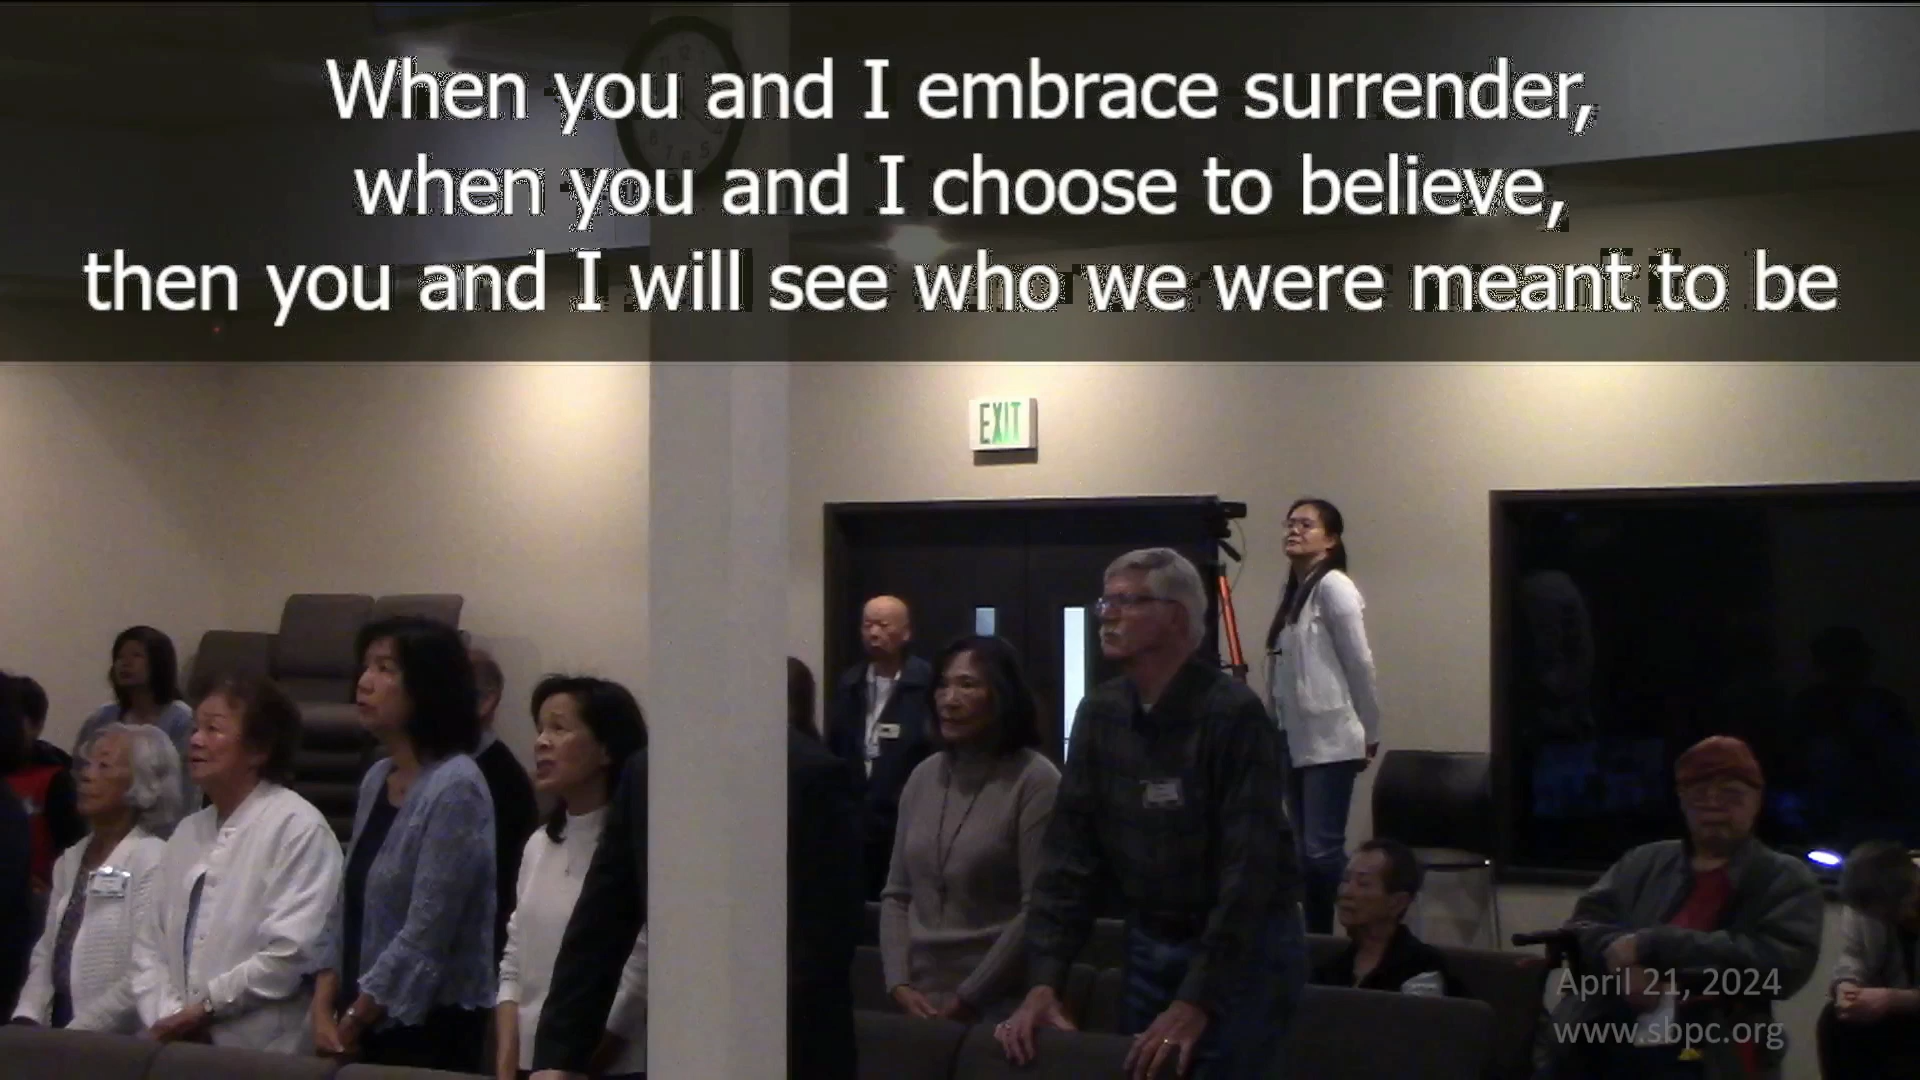 When you and I embrace surrender,
when you and I choose to believe,
then you and I will see who we were meant to be
EXIT
April 21, 2024
www.sbpc.org